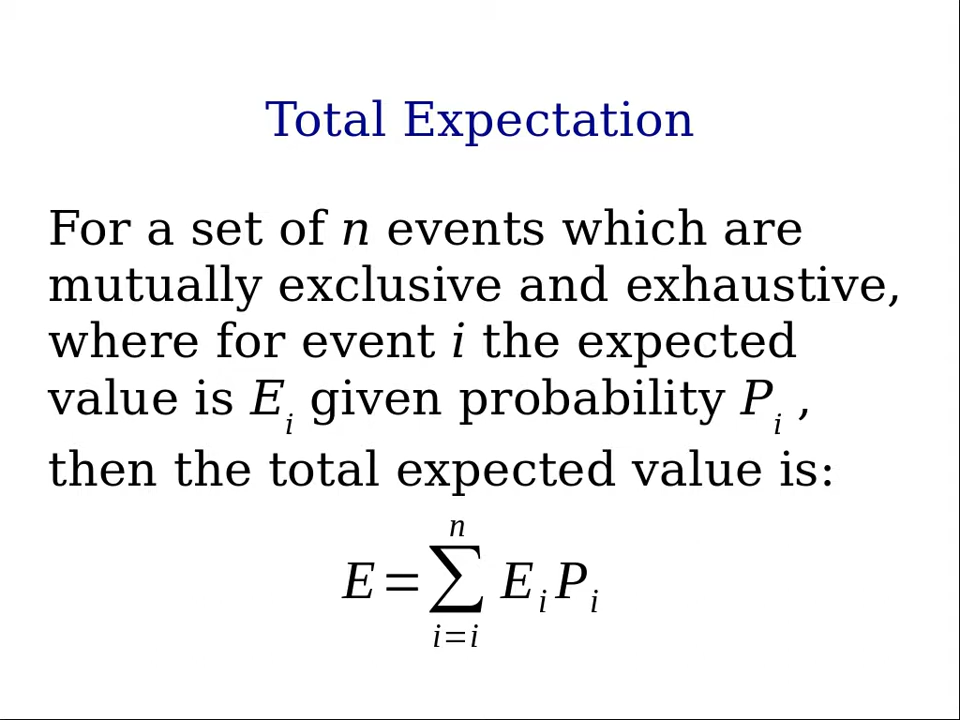 Total Expectation
For a set of n events which are
mutually exclusive and exhaustive,
where for event i the expected
value is E_i given probability P_i ,
then the total expected value is:
E = \sum_{i=i}^{n} E_i P_i